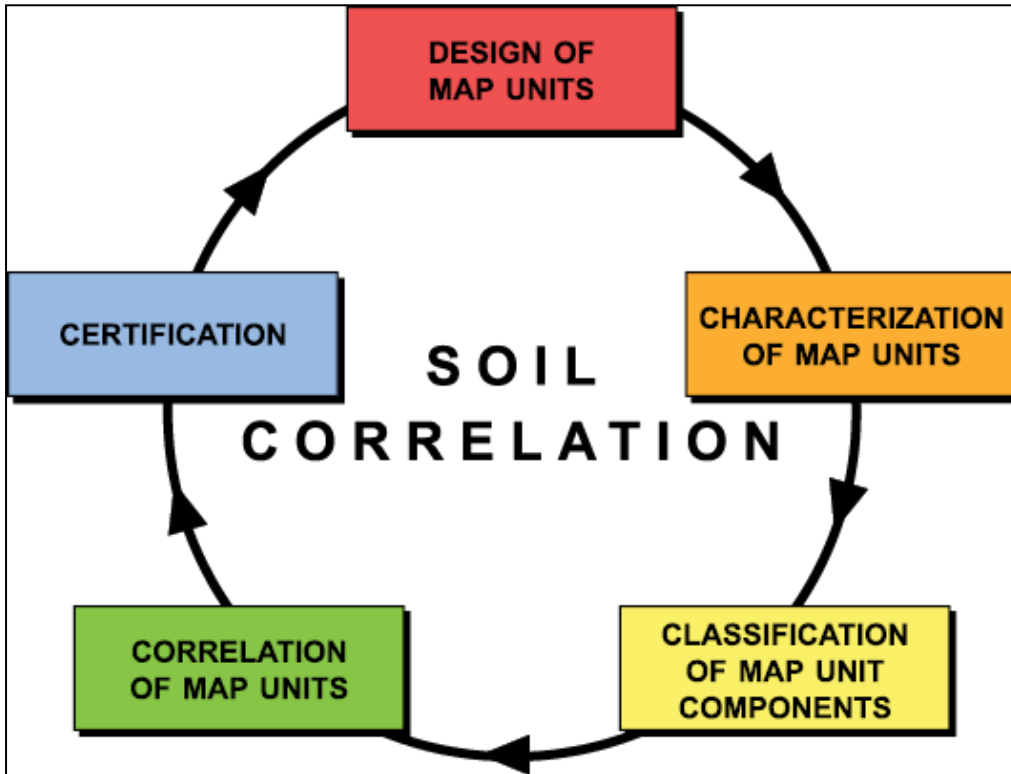 DESIGN OF
MAP UNITS
CHARACTERIZATION
OF MAP UNITS
CLASSIFICATION
OF MAP UNIT
COMPONENTS
CORRELATION
OF MAP UNITS
CERTIFICATION
SOIL
CORRELATION